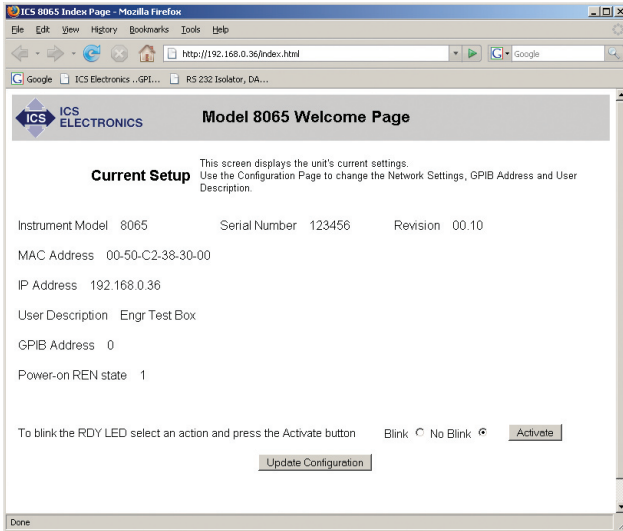 ICS 8065 Index Page - Mozilla Firefox
File Edit View History Bookmarks Tools Help
http://192.168.0.36/index.html
G Google
Google ICS Electronics ..GPI... RS 232 Isolator, DA...
ICS ICS ELECTRONICS
Model 8065 Welcome Page
Current Setup
This screen displays the unit's current settings.
Use the Configuration Page to change the Network Settings, GPIB Address and User
Description.
Instrument Model 8065 Serial Number 123456 Revision 00.10
MAC Address 00-50-C2-38-30-00
IP Address 192.168.0.36
User Description Engr Test Box
GPIB Address 0
Power-on REN state 1
To blink the RDY LED select an action and press the Activate button Blink No Blink Activate
Update Configuration
Done